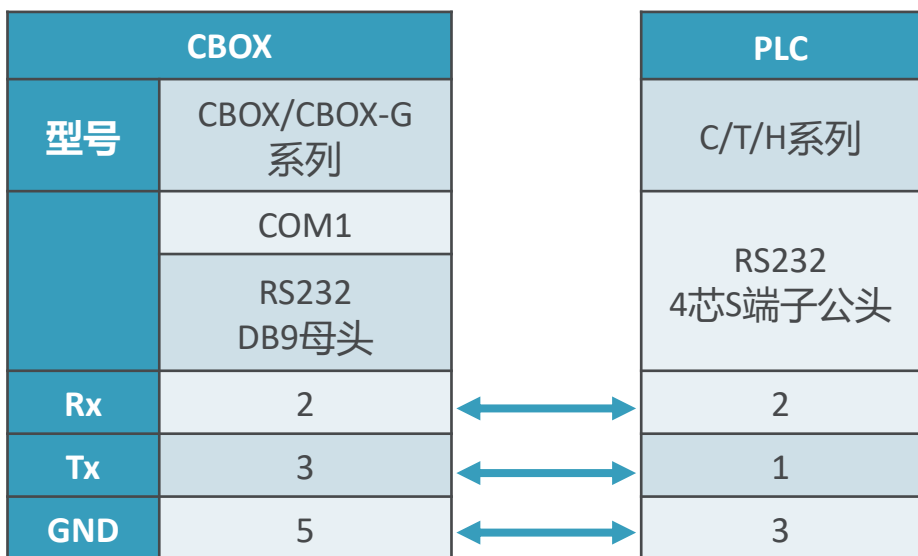 CBOX
PLC
型号
CBOX/CBOX-G
系列
C/T/H系列
COM1
RS232
DB9母头
RS232
4芯S端子公头
Rx
2
2
Tx
3
1
GND
5
3